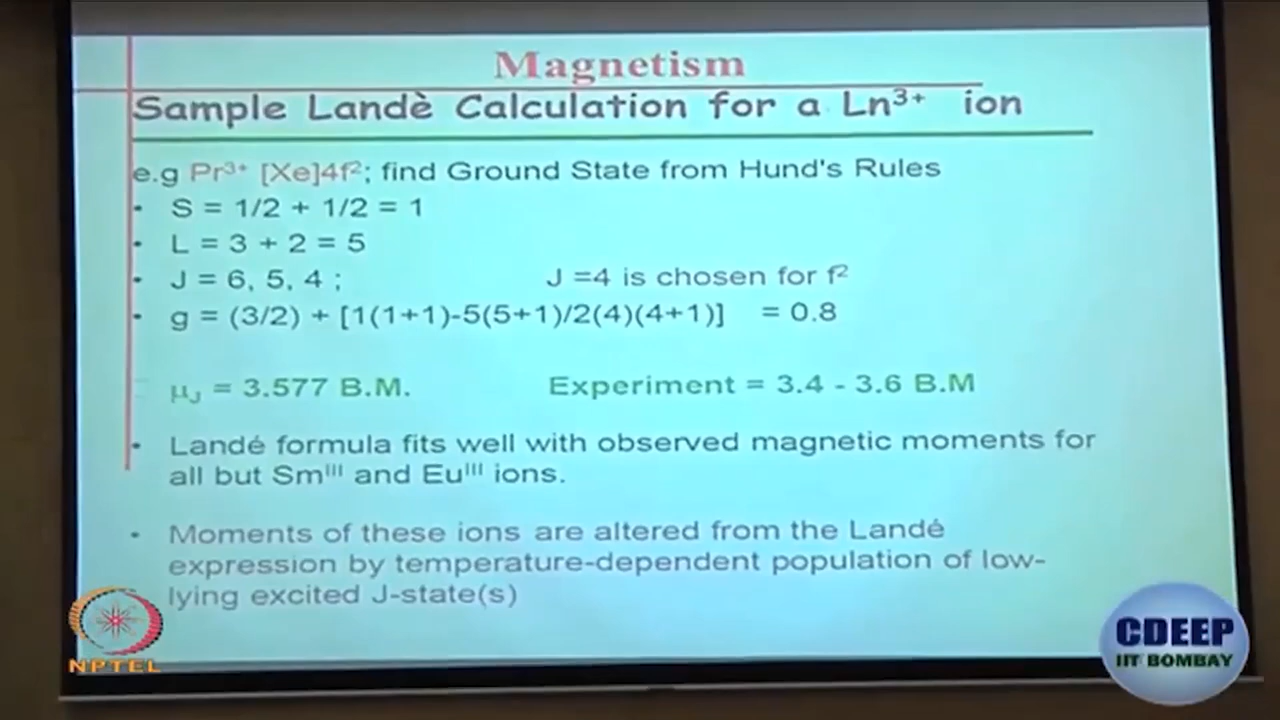 Magnetism
Sample Landè Calculation for a Ln³⁺ ion
e.g Pr³⁺ [Xe]4f²; find Ground State from Hund's Rules
• S = 1/2 + 1/2 = 1
• L = 3 + 2 = 5
• J = 6, 5, 4 ; J =4 is chosen for f²
• g = (3/2) + [1(1+1)-5(5+1)/2(4)(4+1)] = 0.8
μJ = 3.577 B.M. Experiment = 3.4 - 3.6 B.M
• Landé formula fits well with observed magnetic moments for
all but Smᴵᴵᴵ and Euᴵᴵᴵ ions.
• Moments of these ions are altered from the Landé
expression by temperature-dependent population of low-
lying excited J-state(s)
NPTEL
CDEEP
IIT BOMBAY